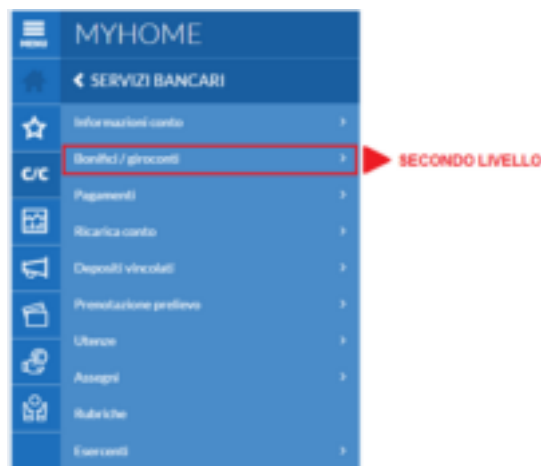 MYHOME
MENU
SERVIZI BANCARI
Informazioni conto
Bonifici / giroconti
SECONDO LIVELLO
C/C
Pagamenti
Ricarica conto
Depositi vincolati
Prenotazione prelievo
Utenze
Assegni
Rubriche
Esercenti